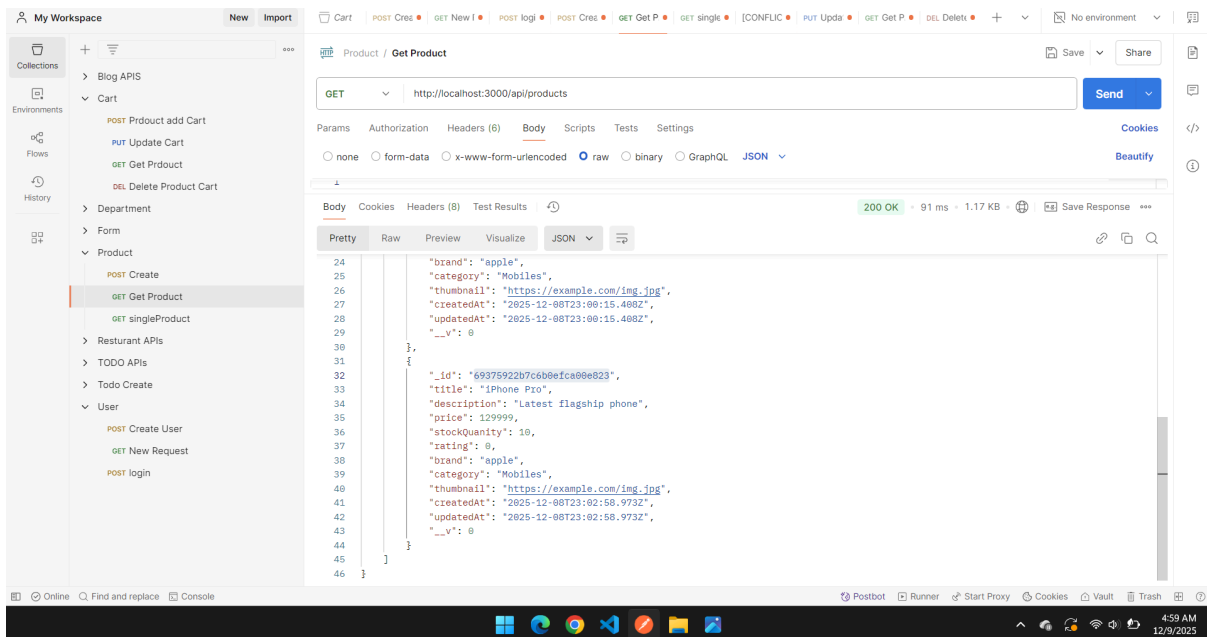 My Workspace
New
Import
Cart
POST Crea
GET New I
POST logi
POST Crea
GET Get P
GET single
[CONFLIC
PUT Upda
GET Get P
DEL Delete
No environment
Collections
Environments
Flows
History
Blog APIS
Cart
POST Prdouct add Cart
PUT Update Cart
GET Get Prdouct
DEL Delete Product Cart
Department
Form
Product
POST Create
GET Get Product
GET singleProduct
Resturant APIs
TODO APIs
Todo Create
User
POST Create User
GET New Request
POST login
HTTP Product / Get Product
Save
Share
GET
http://localhost:3000/api/products
Send
Params Authorization Headers (6) Body Scripts Tests Settings
Cookies
none form-data x-www-form-urlencoded raw binary GraphQL JSON
Beautify
1
Body Cookies Headers (8) Test Results
200 OK • 91 ms • 1.17 KB
Save Response
Pretty Raw Preview Visualize JSON
24 "brand": "apple",
25 "category": "Mobiles",
26 "thumbnail": "https://example.com/img.jpg",
27 "createdAt": "2025-12-08T23:00:15.408Z",
28 "updatedAt": "2025-12-08T23:00:15.408Z",
29 "__v": 0
30 },
31 {
32 "_id": "69375922b7c6b0efca00e823",
33 "title": "iPhone Pro",
34 "description": "Latest flagship phone",
35 "price": 129999,
36 "stockQuanity": 10,
37 "rating": 0,
38 "brand": "apple",
39 "category": "Mobiles",
40 "thumbnail": "https://example.com/img.jpg",
41 "createdAt": "2025-12-08T23:02:58.973Z",
42 "updatedAt": "2025-12-08T23:02:58.973Z",
43 "__v": 0
44 }
45 ]
46 }
Online
Find and replace
Console
Postbot
Runner
Start Proxy
Cookies
Vault
Trash
4:59 AM
12/9/2025